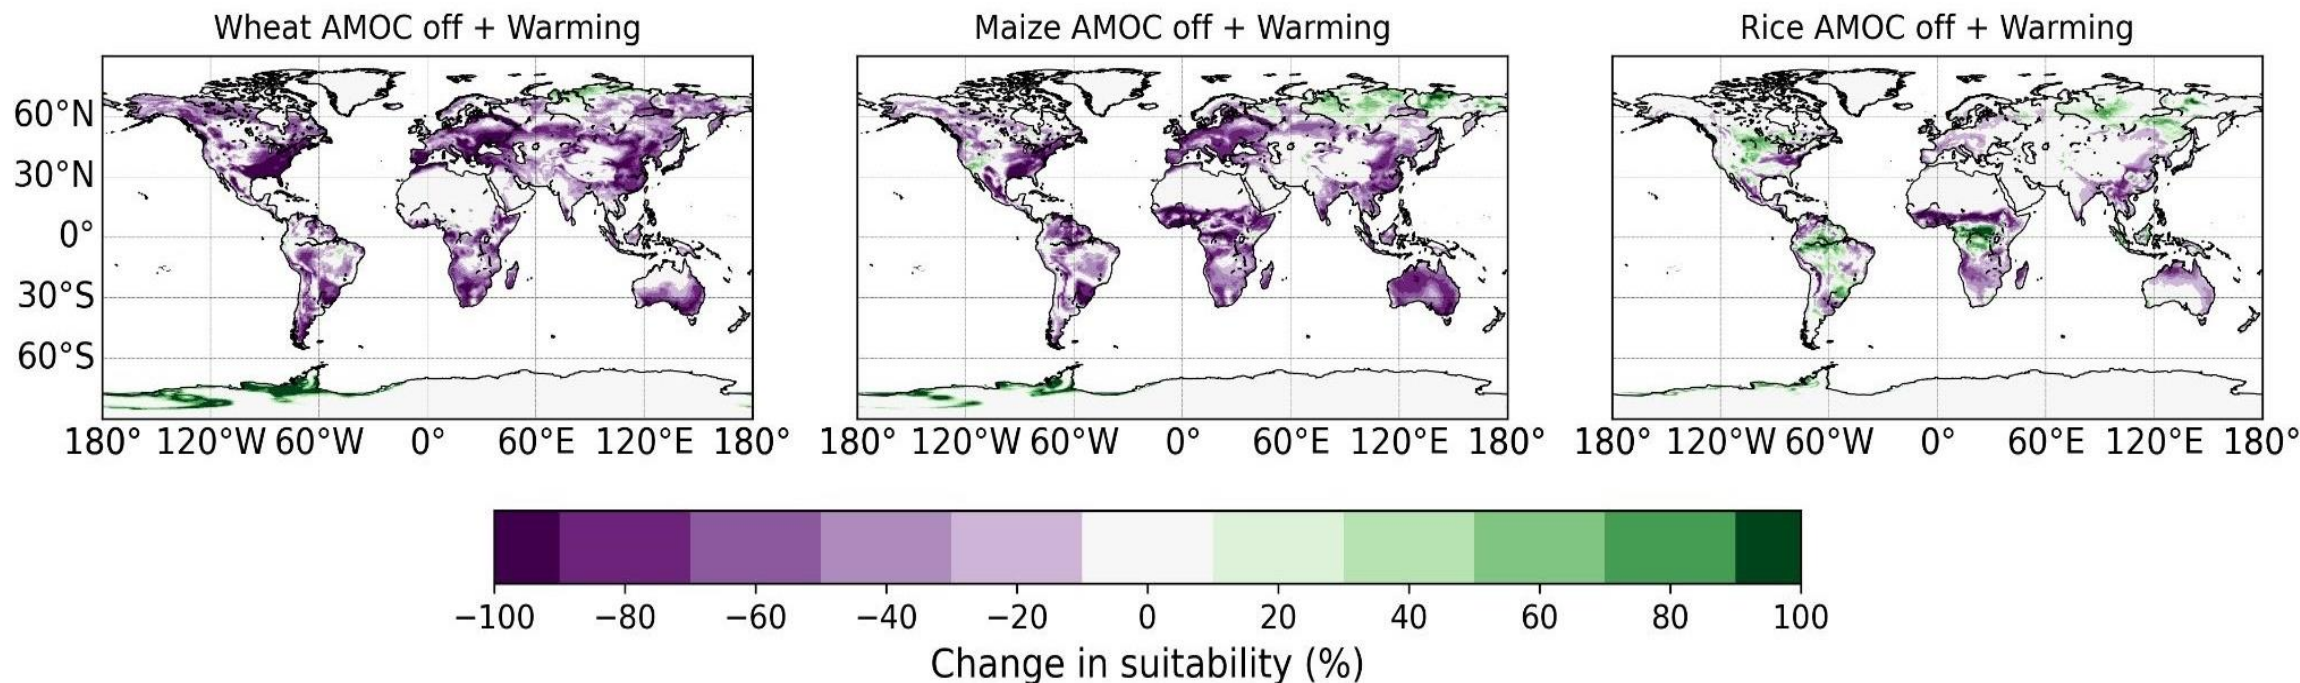 Wheat AMOC off + Warming
Maize AMOC off + Warming
Rice AMOC off + Warming
60°N
30°N
0°
30°S
60°S
180° 120°W 60°W 0° 60°E 120°E 180°
180° 120°W 60°W 0° 60°E 120°E 180°
180° 120°W 60°W 0° 60°E 120°E 180°
−100 −80 −60 −40 −20 0 20 40 60 80 100
Change in suitability (%)